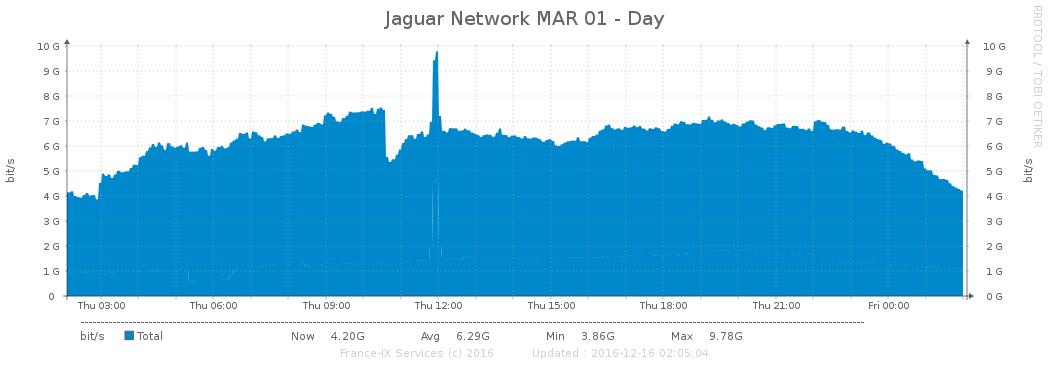 Jaguar Network MAR 01 - Day
RRDTOOL / TOBI OETIKER
bit/s
10 G
9 G
8 G
7 G
6 G
5 G
4 G
3 G
2 G
1 G
0
10 G
9 G
8 G
7 G
6 G
5 G
4 G
3 G
2 G
1 G
0 G
bit/s
Thu 03:00 Thu 06:00 Thu 09:00 Thu 12:00 Thu 15:00 Thu 18:00 Thu 21:00 Fri 00:00
bit/s Total Now 4.20G Avg 6.29G Min 3.86G Max 9.78G
France-IX Services (c) 2016 Updated : 2016-12-16 02:05:04